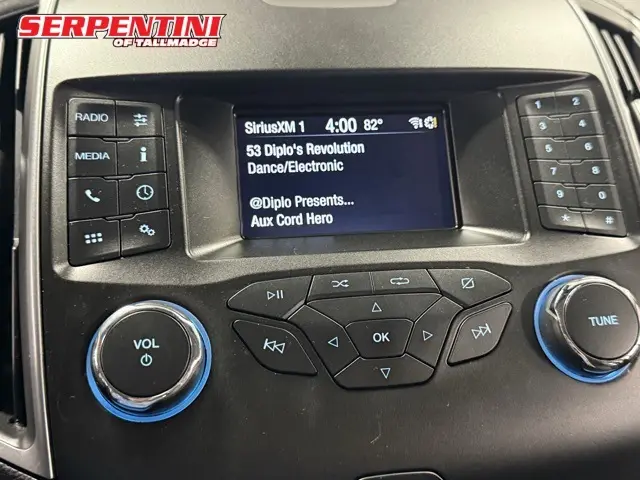 SERPENTINI
OF TALLMADGE
RADIO
MEDIA
SiriusXM 1 4:00 82°
53 Diplo's Revolution
Dance/Electronic
@Diplo Presents...
Aux Cord Hero
1 2
3 4
5 6
7 8
9 0
* #
VOL
OK
TUNE